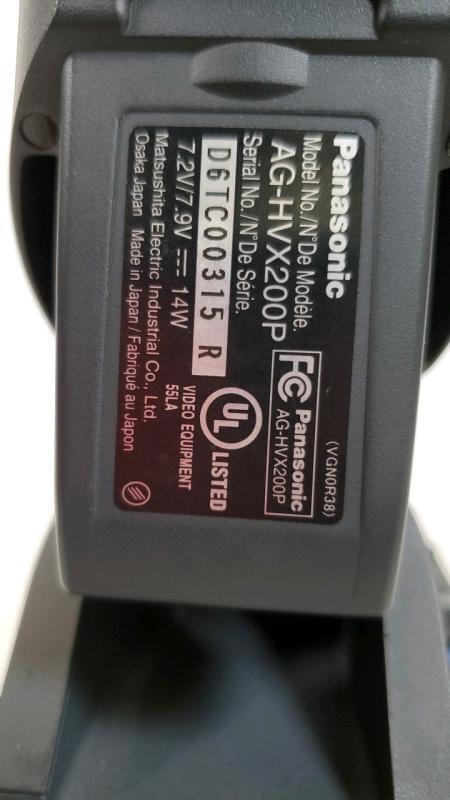 Panasonic
Model No./N°De Modèle.
AG-HVX200P
Serial No./N°De Série.
D6TC00315 R
7.2V/7.9V ⎓ 14W
Matsushita Electric Industrial Co., Ltd.
Osaka Japan Made in Japan / Fabriqué au Japon
(VGN0R38)
FC Panasonic
AG-HVX200P
UL LISTED
VIDEO EQUIPMENT
55LA